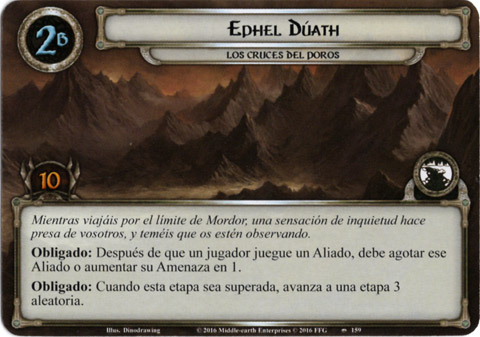 2B
Ephel Dúath
Los Cruces del Poros
10
Mientras viajáis por el límite de Mordor, una sensación de inquietud hace
presa de vosotros, y teméis que os estén observando.
Obligado: Después de que un jugador juegue un Aliado, debe agotar ese
Aliado o aumentar su Amenaza en 1.
Obligado: Cuando esta etapa sea superada, avanza a una etapa 3
aleatoria.
Illus. Dinodrawing © 2016 Middle-earth Enterprises © 2016 FFG 159